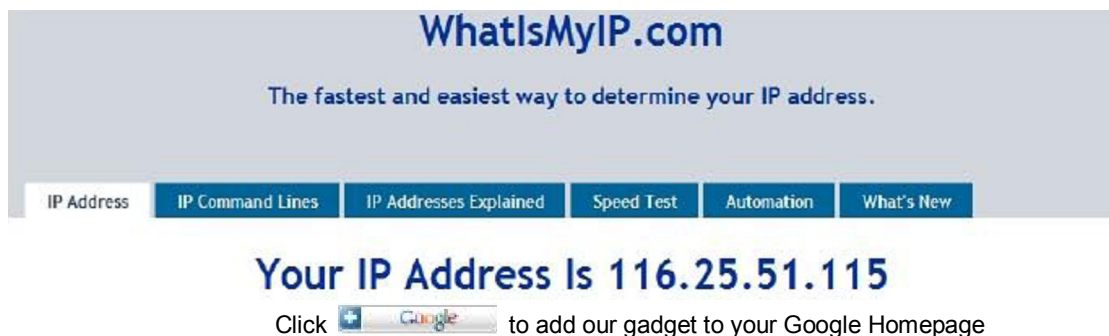 WhatIsMyIP.com
The fastest and easiest way to determine your IP address.
IP Address IP Command Lines IP Addresses Explained Speed Test Automation What's New
Your IP Address Is 116.25.51.115
Click Google to add our gadget to your Google Homepage